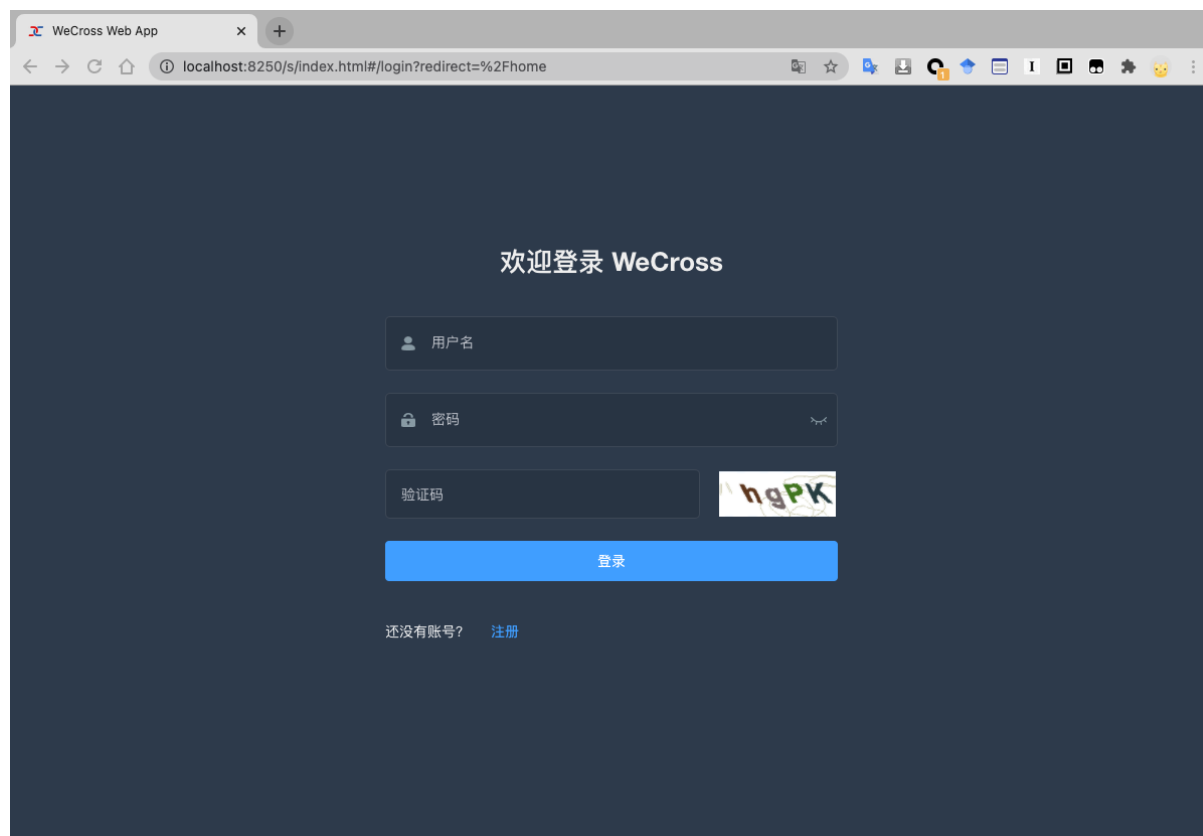 WeCross Web App
localhost:8250/s/index.html#/login?redirect=%2Fhome
1
I
欢迎登录 WeCross
用户名
密码
验证码
hgPK
登录
还没有账号? 注册